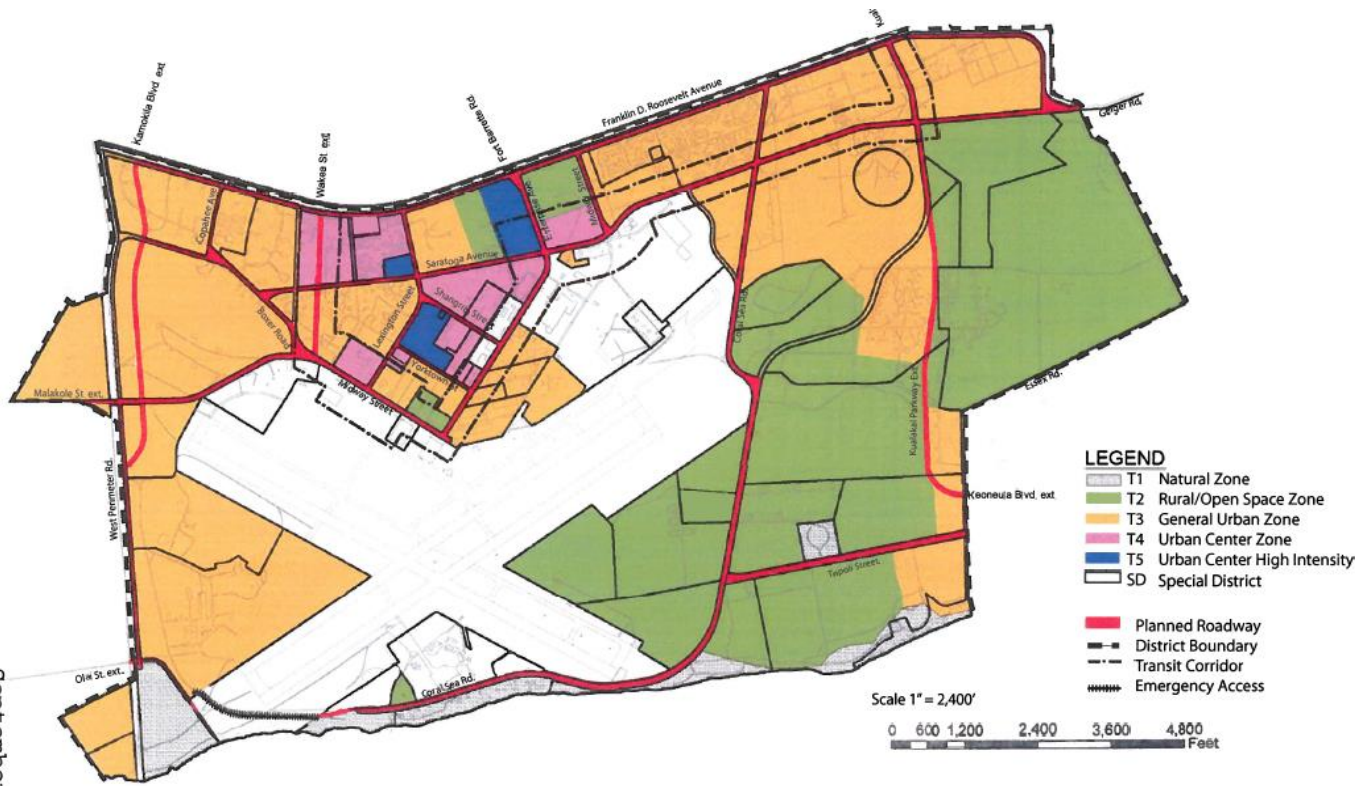 Kual
Kamokila Blvd ext
Wakea St ext
Fort Barrette Rd.
Franklin D. Roosevelt Avenue
Geiger Rd.
Copahee Ave
Enterprise Ave
Midway Street
Saratoga Avenue
Shangrila Street
Boxer Road
Lexington Street
Coral Sea Rd.
Yorktown St
Midway Street
Malakole St ext.
Essex Rd.
Kualakai Parkway Ext
West Perimeter Rd.
Keoneula Blvd. ext
Tripoli Street
Olai St. ext.
Coral Sea Rd.
LEGEND
T1 Natural Zone
T2 Rural/Open Space Zone
T3 General Urban Zone
T4 Urban Center Zone
T5 Urban Center High Intensity
SD Special District
Planned Roadway
District Boundary
Transit Corridor
Emergency Access
Scale 1" = 2,400'
0 600 1,200 2,400 3,600 4,800
Feet